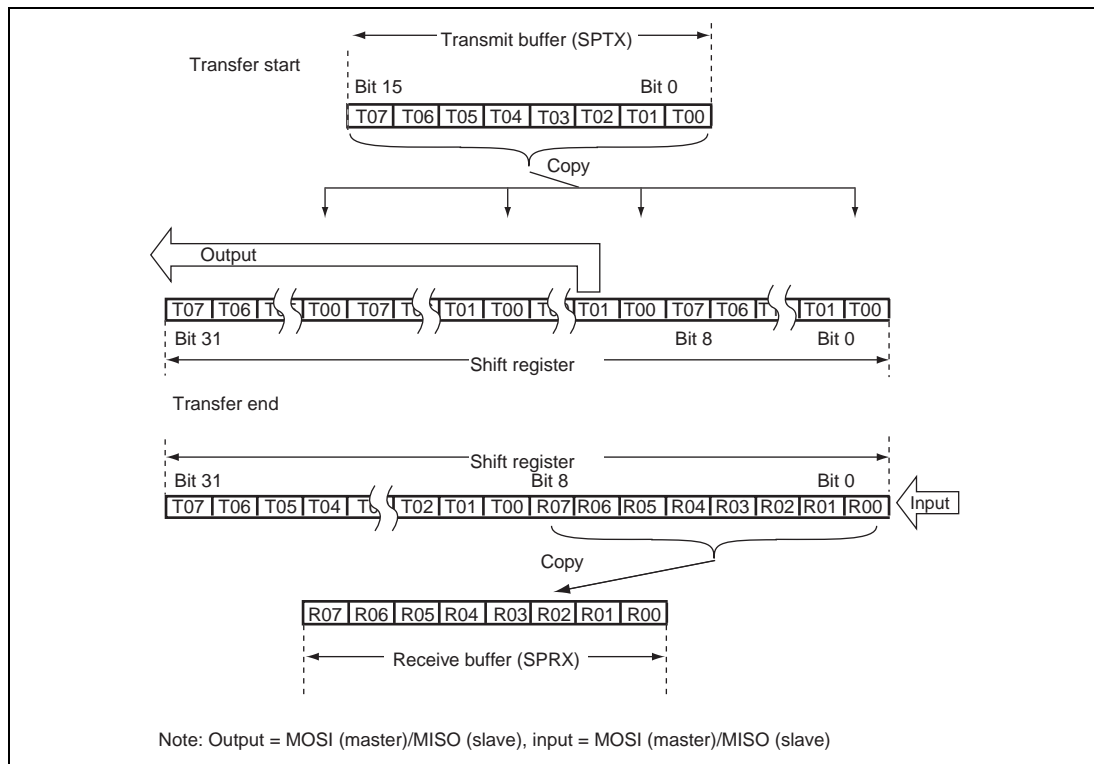 Transmit buffer (SPTX)
Transfer start
Bit 15 Bit 0
T07 T06 T05 T04 T03 T02 T01 T00
Copy
Output
T07 T06 T00 T07 T01 T00 T01 T00 T07 T06 T01 T00
Bit 31 Bit 8 Bit 0
Shift register
Transfer end
Shift register
Bit 31 Bit 8 Bit 0
T07 T06 T05 T04 T02 T01 T00 R07 R06 R05 R04 R03 R02 R01 R00
Input
Copy
R07 R06 R05 R04 R03 R02 R01 R00
Receive buffer (SPRX)
Note: Output = MOSI (master)/MISO (slave), input = MOSI (master)/MISO (slave)